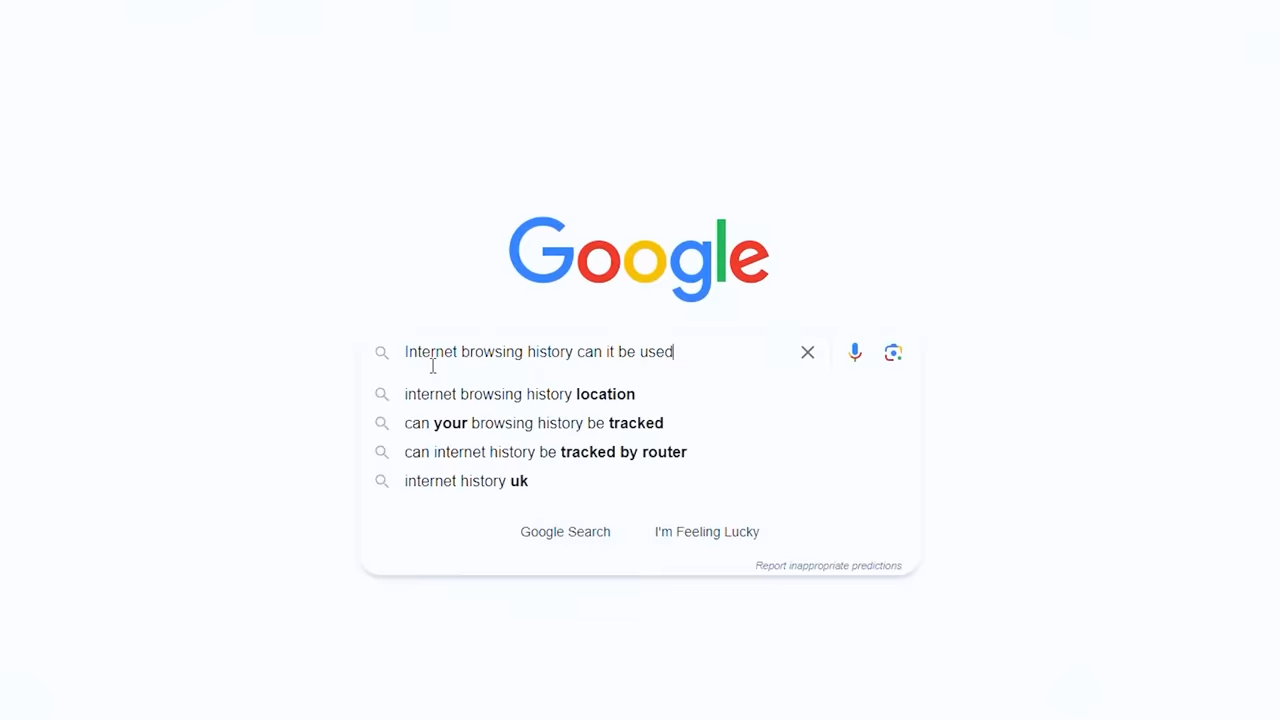 Google
Internet browsing history can it be used
internet browsing history location
can your browsing history be tracked
can internet history be tracked by router
internet history uk
Google Search I'm Feeling Lucky
Report inappropriate predictions